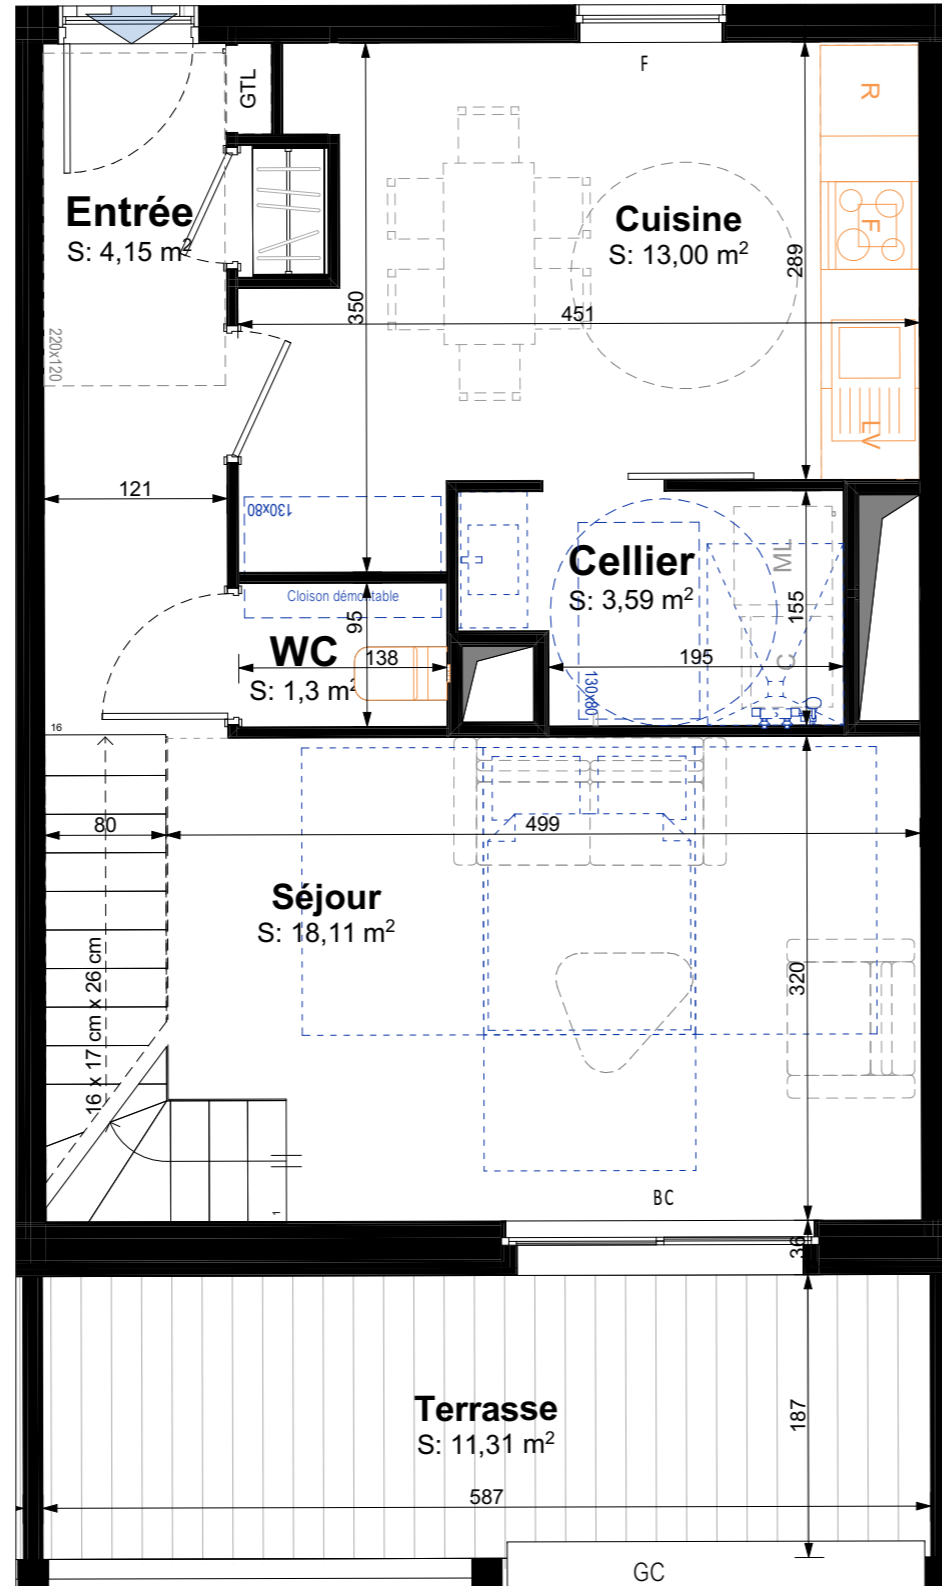 F
R
GTL
Entrée
S: 4,15 m²
Cuisine
S: 13,00 m²
F
289
350
451
220x120
LV
121
130x80
Cellier
S: 3,59 m²
ML
Cloison démontable
95
155
WC
S: 1,3 m²
138
195
C
130x80
16
80
499
Séjour
S: 18,11 m²
320
16 x 17 cm x 26 cm
1
BC
36
Terrasse
S: 11,31 m²
187
587
GC